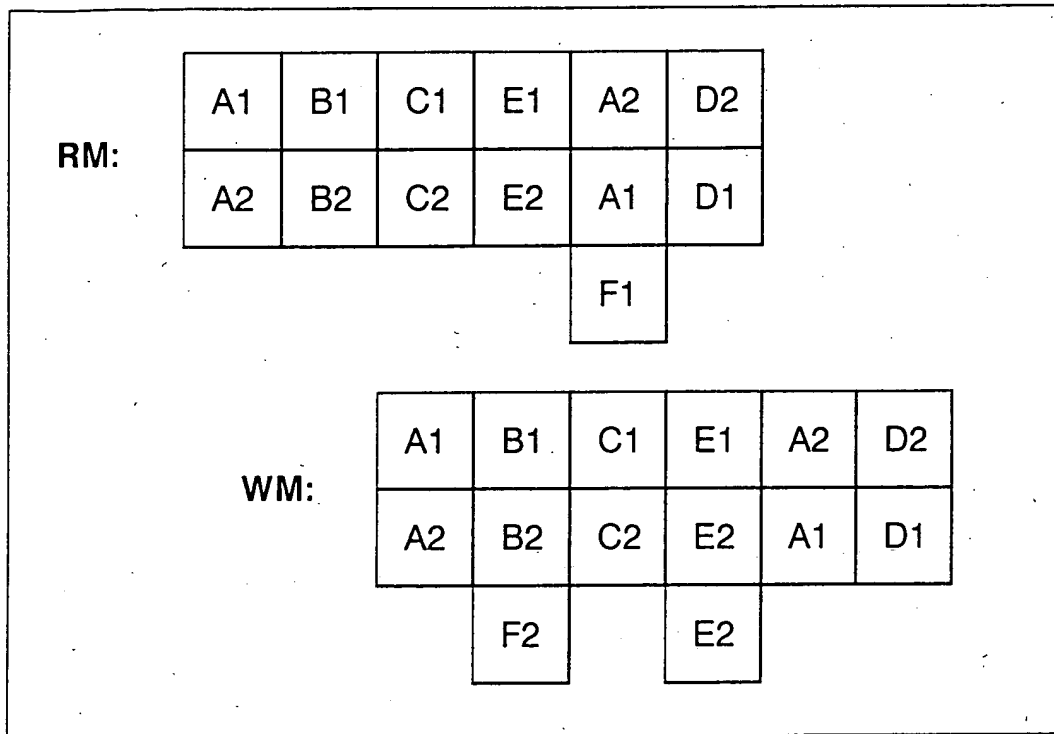 A1 B1 C1 E1 A2 D2
RM:
A2 B2 C2 E2 A1 D1
F1
A1 B1 C1 E1 A2 D2
WM:
A2 B2 C2 E2 A1 D1
F2 E2